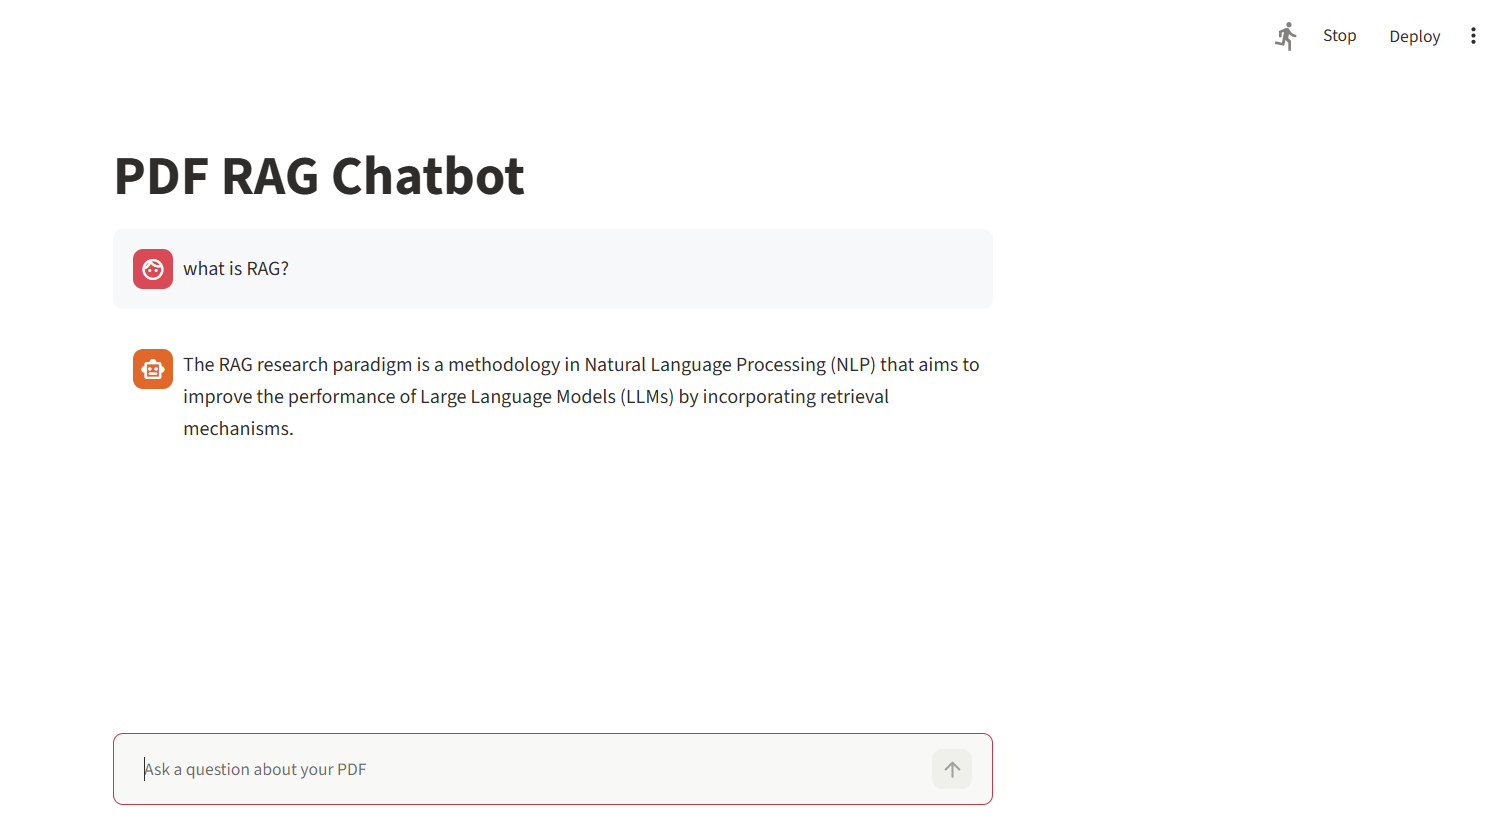 Stop
Deploy
PDF RAG Chatbot
what is RAG?
The RAG research paradigm is a methodology in Natural Language Processing (NLP) that aims to
improve the performance of Large Language Models (LLMs) by incorporating retrieval
mechanisms.
Ask a question about your PDF